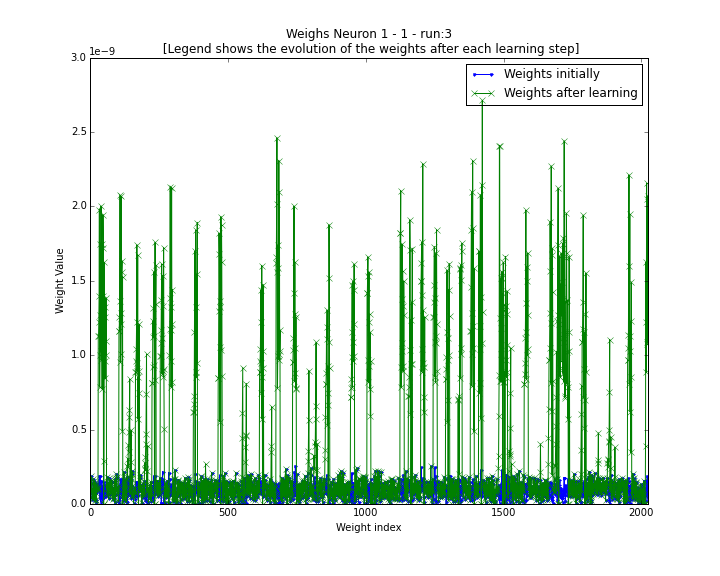 Weighs Neuron 1 - 1 - run:3
[Legend shows the evolution of the weights after each learning step]
1e−9
Weights initially
Weights after learning
3.0
2.5
2.0
1.5
1.0
0.5
0.0
Weight Value
0 500 1000 1500 2000
Weight index